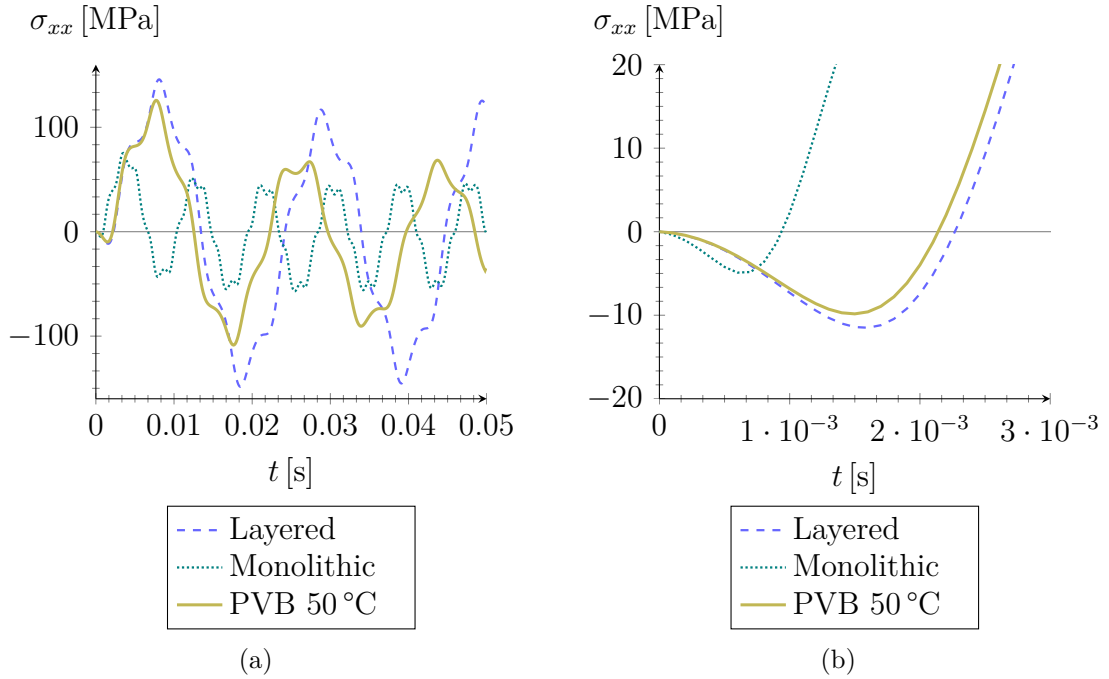 σxx [MPa]
100
0
−100
0 0.01 0.02 0.03 0.04 0.05
t [s]
Layered
Monolithic
PVB 50 °C
(a)
σxx [MPa]
20
10
0
−10
−20
0 1 · 10⁻³ 2 · 10⁻³ 3 · 10⁻³
t [s]
Layered
Monolithic
PVB 50 °C
(b)